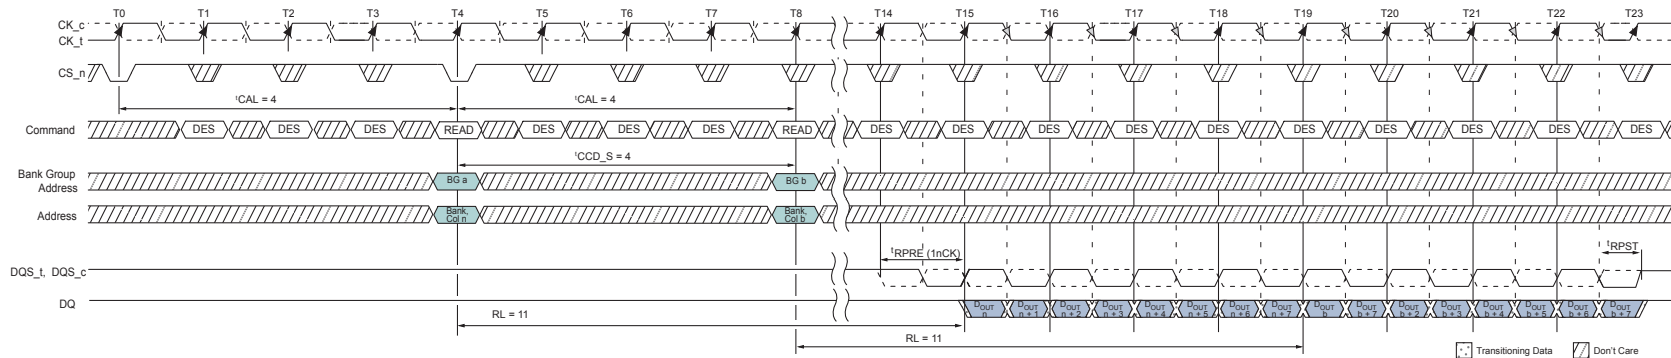 T0 T1 T2 T3 T4 T5 T6 T7 T8 T14 T15 T16 T17 T18 T19 T20 T21 T22 T23
CK_c
CK_t
CS_n
tCAL = 4 tCAL = 4
Command DES DES DES READ DES DES DES READ DES DES DES DES DES DES DES DES DES DES
tCCD_S = 4
Bank Group
Address BG a BG b
Address Bank, Col n Bank, Col b
tRPRE (1nCK) tRPST
DQS_t, DQS_c
DQ DOUT n DOUT n + 1 DOUT n + 2 DOUT n + 3 DOUT n + 4 DOUT n + 5 DOUT n + 6 DOUT n + 7 DOUT b DOUT b + 7 DOUT b + 2 DOUT b + 3 DOUT b + 4 DOUT b + 5 DOUT b + 6 DOUT b + 7
RL = 11
RL = 11
Transitioning Data Don't Care